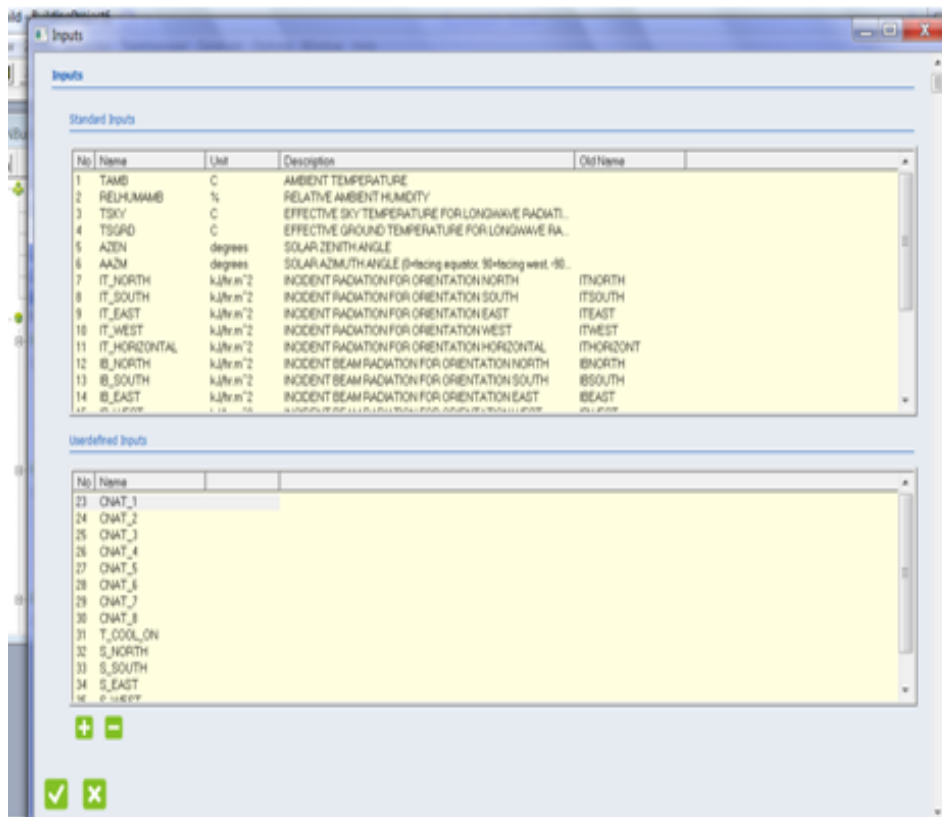 Inputs
Inputs
Standard Inputs
No Name Unit Description Old Name
1 TAMB C AMBIENT TEMPERATURE
2 RELHUMAMB % RELATIVE AMBIENT HUMIDITY
3 TSKY C EFFECTIVE SKY TEMPERATURE FOR LONGWAVE RADIATI...
4 TSGRD C EFFECTIVE GROUND TEMPERATURE FOR LONGWAVE RA...
5 AZEN degrees SOLAR ZENITH ANGLE
6 AAZM degrees SOLAR AZIMUTH ANGLE (0=facing equator, 90=facing west, -90...
7 IT_NORTH kJ/hr.m^2 INCIDENT RADIATION FOR ORIENTATION NORTH ITNORTH
8 IT_SOUTH kJ/hr.m^2 INCIDENT RADIATION FOR ORIENTATION SOUTH ITSOUTH
9 IT_EAST kJ/hr.m^2 INCIDENT RADIATION FOR ORIENTATION EAST ITEAST
10 IT_WEST kJ/hr.m^2 INCIDENT RADIATION FOR ORIENTATION WEST ITWEST
11 IT_HORIZONTAL kJ/hr.m^2 INCIDENT RADIATION FOR ORIENTATION HORIZONTAL ITHORIZONT
12 IB_NORTH kJ/hr.m^2 INCIDENT BEAM RADIATION FOR ORIENTATION NORTH IBNORTH
13 IB_SOUTH kJ/hr.m^2 INCIDENT BEAM RADIATION FOR ORIENTATION SOUTH IBSOUTH
14 IB_EAST kJ/hr.m^2 INCIDENT BEAM RADIATION FOR ORIENTATION EAST IBEAST
Userdefined Inputs
No Name
23 CNAT_1
24 CNAT_2
25 CNAT_3
26 CNAT_4
27 CNAT_5
28 CNAT_6
29 CNAT_7
30 CNAT_8
31 T_COOL_ON
32 S_NORTH
33 S_SOUTH
34 S_EAST